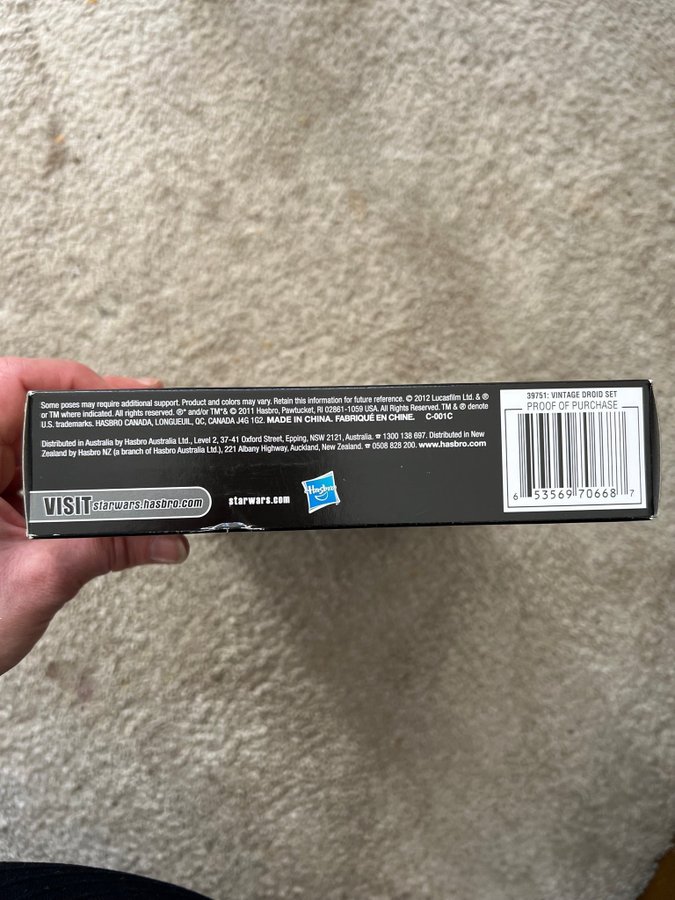 Some poses may require additional support. Product and colors may vary. Retain this information for future reference. © 2012 Lucasfilm Ltd. & ®
or TM where indicated. All rights reserved. ®* and/or TM*& © 2011 Hasbro, Pawtucket, RI 02861-1059 USA. All Rights Reserved. TM & ® denote
U.S. trademarks. HASBRO CANADA, LONGUEUIL, QC, CANADA J4G 1G2. MADE IN CHINA. FABRIQUÉ EN CHINE. C-001C
Distributed in Australia by Hasbro Australia Ltd., Level 2, 37-41 Oxford Street, Epping, NSW 2121, Australia. ☎ 1300 138 697. Distributed in New
Zealand by Hasbro NZ (a branch of Hasbro Australia Ltd.), 221 Albany Highway, Auckland, New Zealand. ☎ 0508 828 200. www.hasbro.com
VISIT starwars.hasbro.com
starwars.com
Hasbro
39751: VINTAGE DROID SET
PROOF OF PURCHASE
6 53569 70668 7